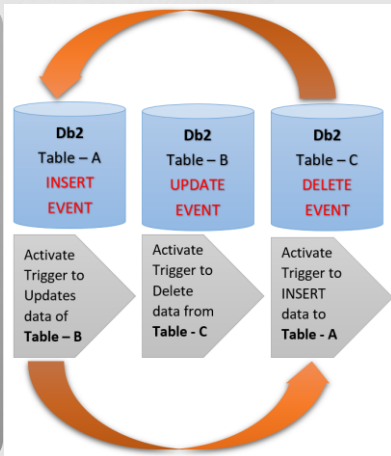 Db2
Table – A
INSERT
EVENT
Db2
Table – B
UPDATE
EVENT
Db2
Table – C
DELETE
EVENT
Activate
Trigger to
Updates
data of
Table – B
Activate
Trigger to
Delete
data from
Table - C
Activate
Trigger to
INSERT
data to
Table - A